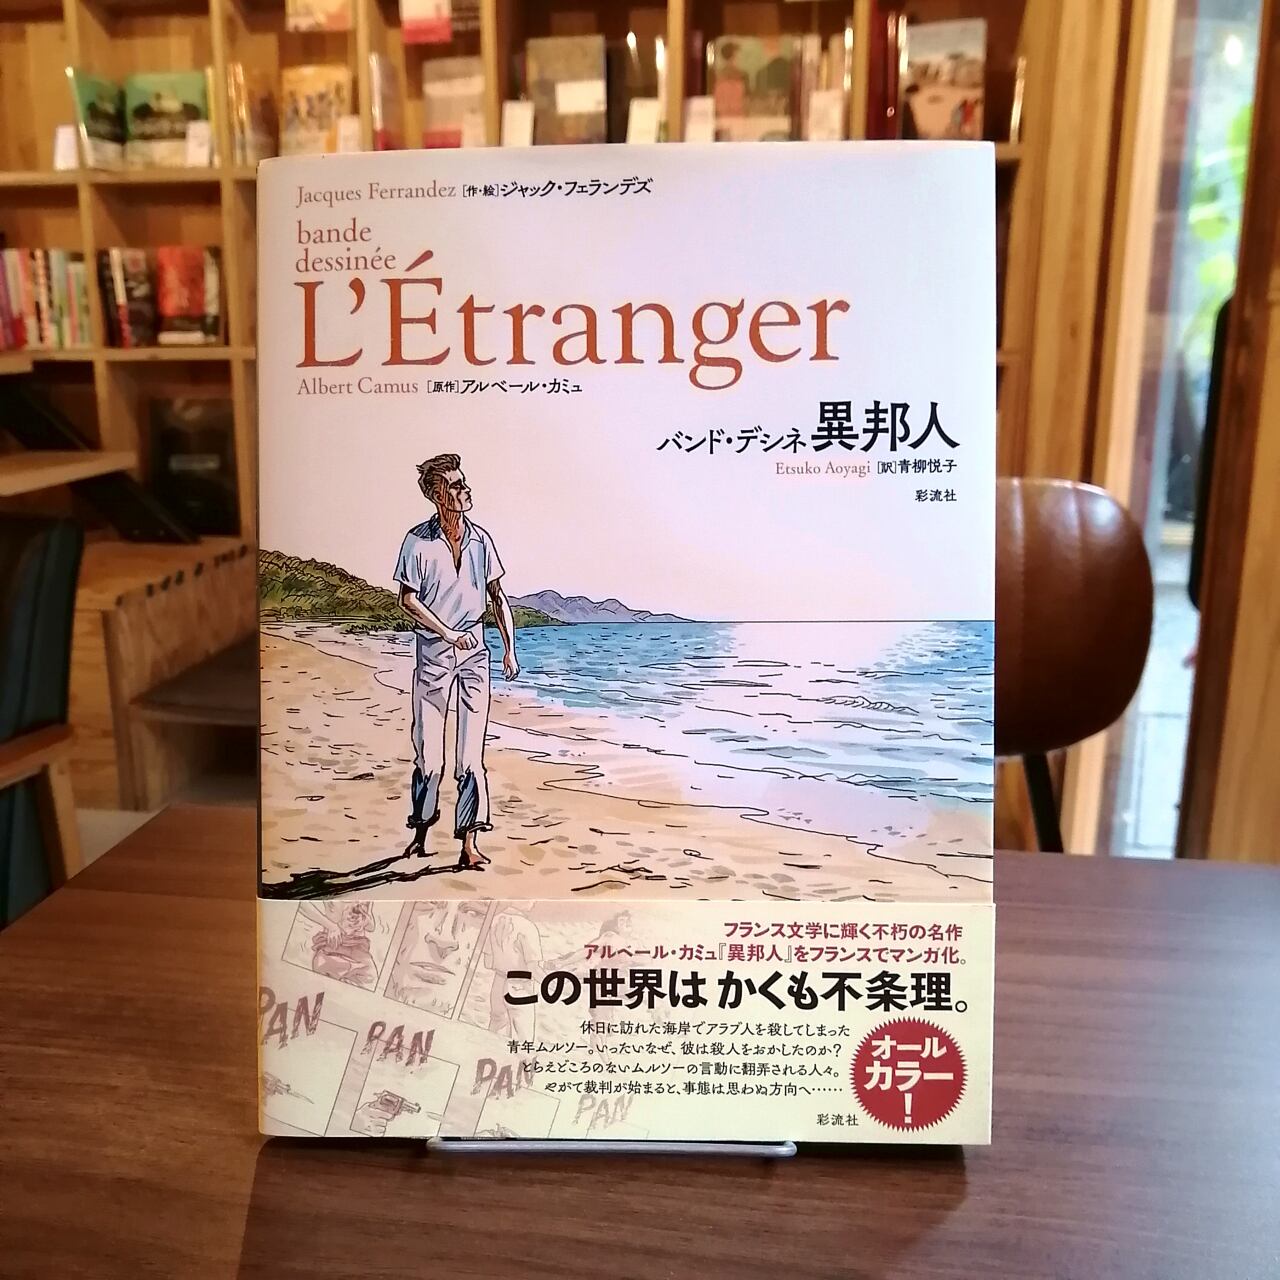 Jacques Ferrandez [作・絵]ジャック・フェランデズ
bande
dessinée
L'Étranger
Albert Camus [原作]アルベール・カミュ
バンド・デシネ 異邦人
Etsuko Aoyagi [訳]青柳悦子
彩流社
フランス文学に輝く不朽の名作
アルベール・カミュ『異邦人』をフランスでマンガ化。
この世界は かくも不条理。
休日に訪れた海岸でアラブ人を殺してしまった
青年ムルソー。いったいなぜ、彼は殺人をおかしたのか?
とらえどころのないムルソーの言動に翻弄される人々。
やがて裁判が始まると、事態は思わぬ方向へ……
オール
カラー
!
彩流社
PAN
PAN
PAN
PAN